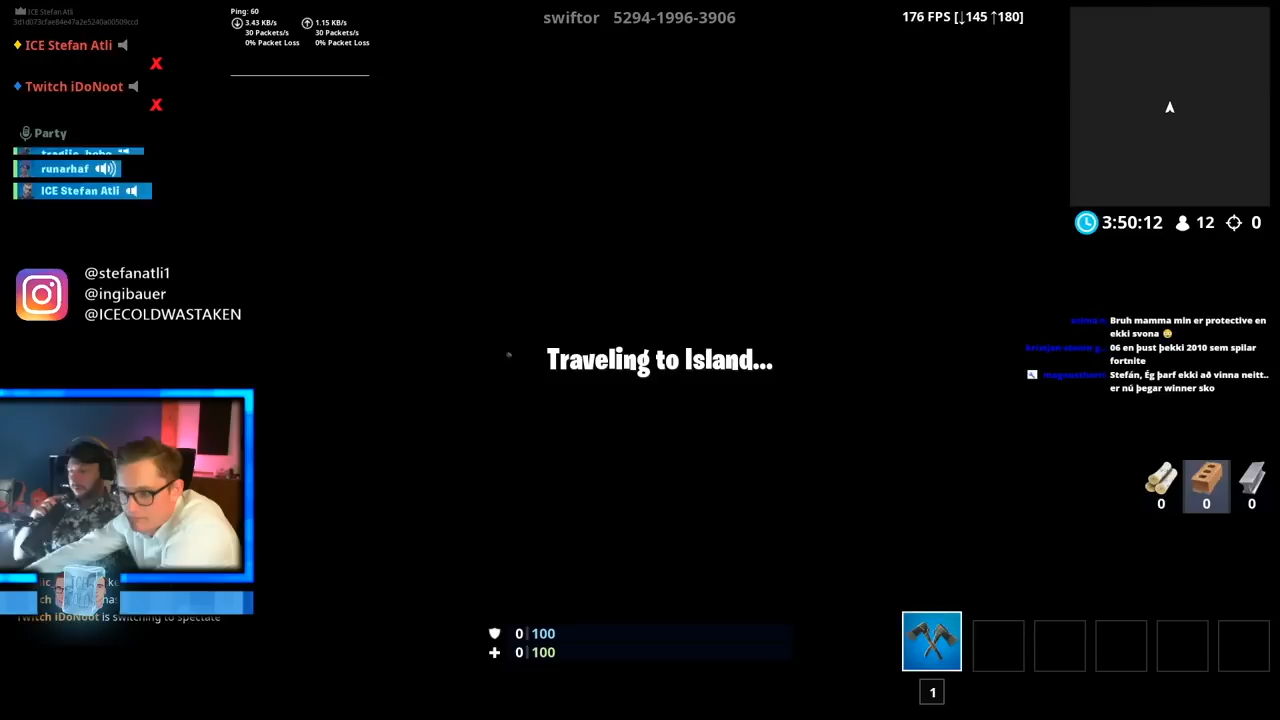 ICE Stefan Atli
3d1d073cfae84e47a2e5240a00509ccd
ICE Stefan Atli
X
Twitch iDoNoot
X
Party
runarhaf
ICE Stefan Atli
Ping: 60
3.43 KB/s 1.15 KB/s
30 Packets/s 30 Packets/s
0% Packet Loss 0% Packet Loss
swiftor 5294-1996-3906
176 FPS [↓145 ↑180]
3:50:12 12 0
@stefanatli1
@ingibauer
@ICECOLDWASTAKEN
Traveling to Island...
Bruh mamma min er protective en
ekki svona 😳
06 en þust þekki 2010 sem spilar
fortnite
Stefán, Ég þarf ekki að vinna neitt..
er nú þegar winner sko
0 0 0
Twitch iDoNoot is switching to spectate
0 | 100
0 | 100
1